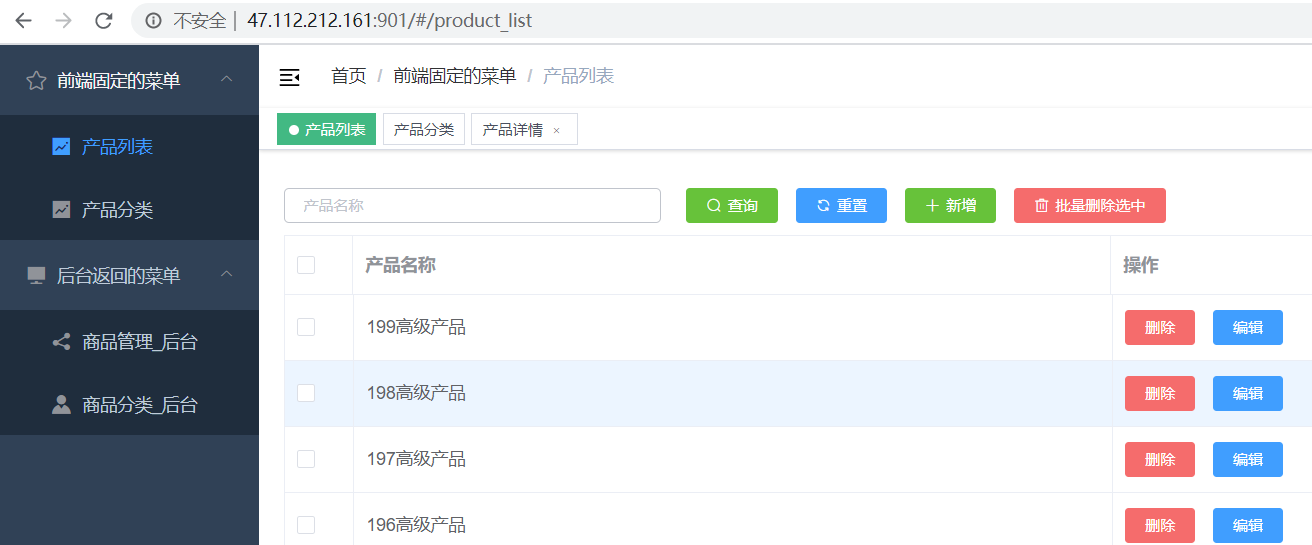 不安全 | 47.112.212.161:901/#/product_list
前端固定的菜单
首页 / 前端固定的菜单 / 产品列表
产品列表 产品分类 产品详情 ×
产品列表
产品分类
后台返回的菜单
商品管理_后台
商品分类_后台
产品名称 查询 重置 新增 批量删除选中
产品名称 操作
199高级产品 删除 编辑
198高级产品 删除 编辑
197高级产品 删除 编辑
196高级产品 删除 编辑